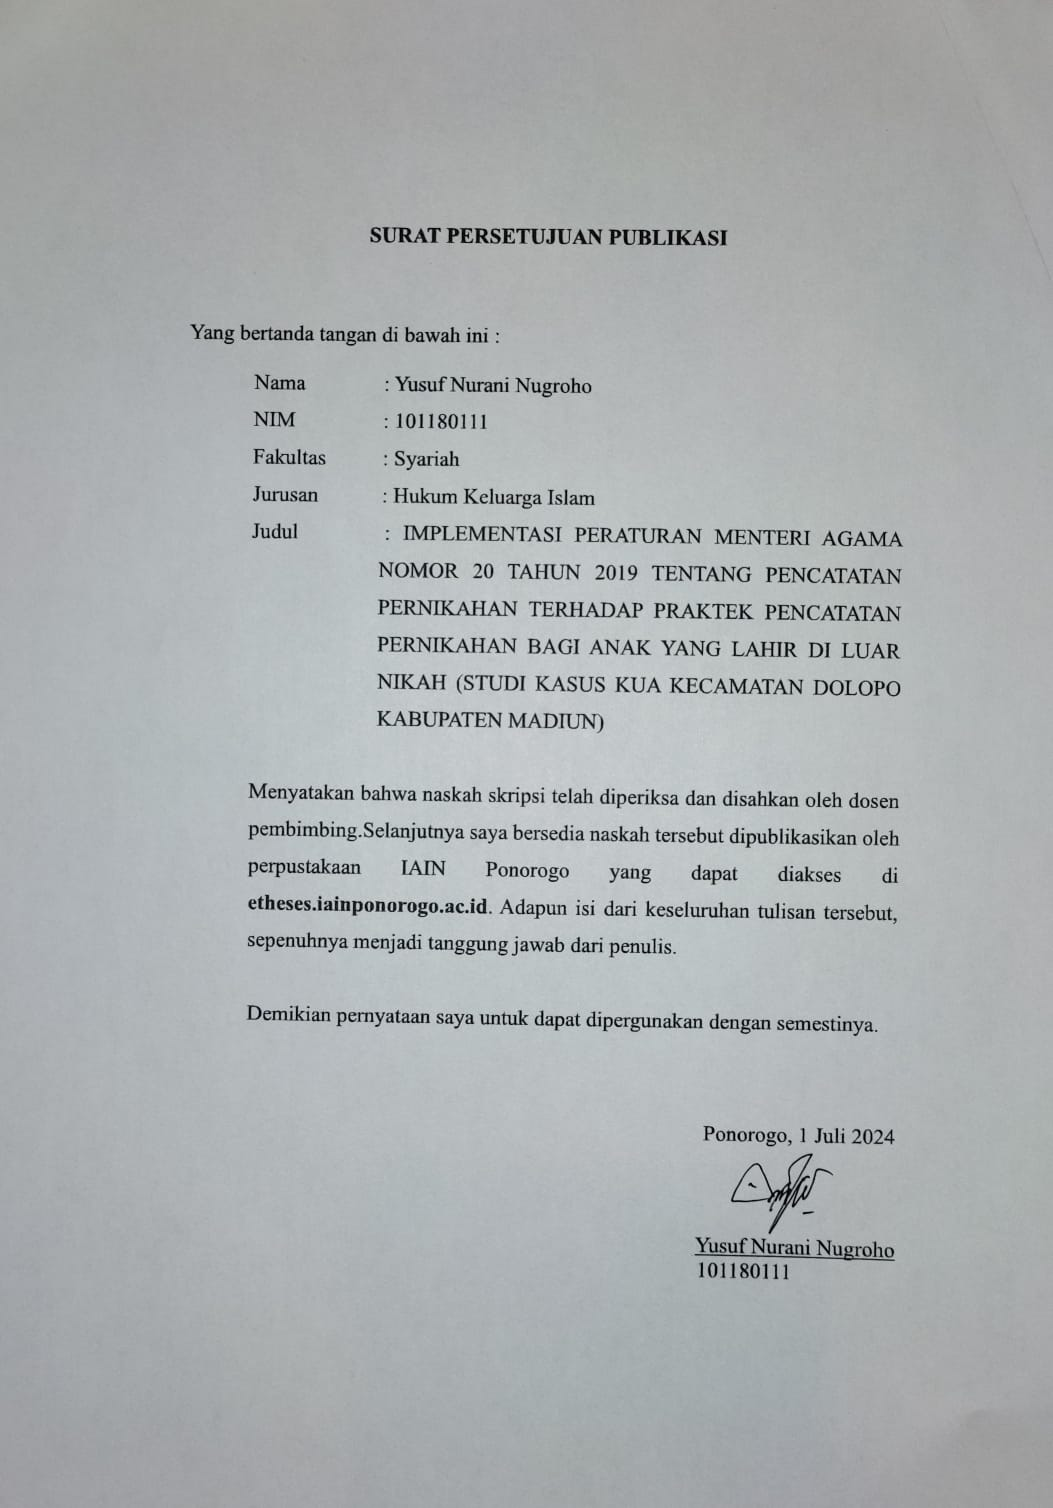 SURAT PERSETUJUAN PUBLIKASI
Yang bertanda tangan di bawah ini :
Nama : Yusuf Nurani Nugroho
NIM : 101180111
Fakultas : Syariah
Jurusan : Hukum Keluarga Islam
Judul : IMPLEMENTASI PERATURAN MENTERI AGAMA
NOMOR 20 TAHUN 2019 TENTANG PENCATATAN
PERNIKAHAN TERHADAP PRAKTEK PENCATATAN
PERNIKAHAN BAGI ANAK YANG LAHIR DI LUAR
NIKAH (STUDI KASUS KUA KECAMATAN DOLOPO
KABUPATEN MADIUN)
Menyatakan bahwa naskah skripsi telah diperiksa dan disahkan oleh dosen
pembimbing.Selanjutnya saya bersedia naskah tersebut dipublikasikan oleh
perpustakaan IAIN Ponorogo yang dapat diakses di
etheses.iainponorogo.ac.id. Adapun isi dari keseluruhan tulisan tersebut,
sepenuhnya menjadi tanggung jawab dari penulis.
Demikian pernyataan saya untuk dapat dipergunakan dengan semestinya.
Ponorogo, 1 Juli 2024
Yusuf Nurani Nugroho
101180111